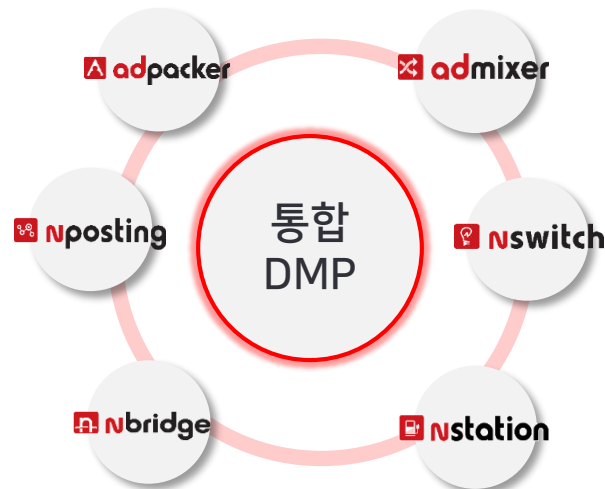 adpacker
admixer
Nposting
통합
DMP
Nswitch
Nbridge
Nstation